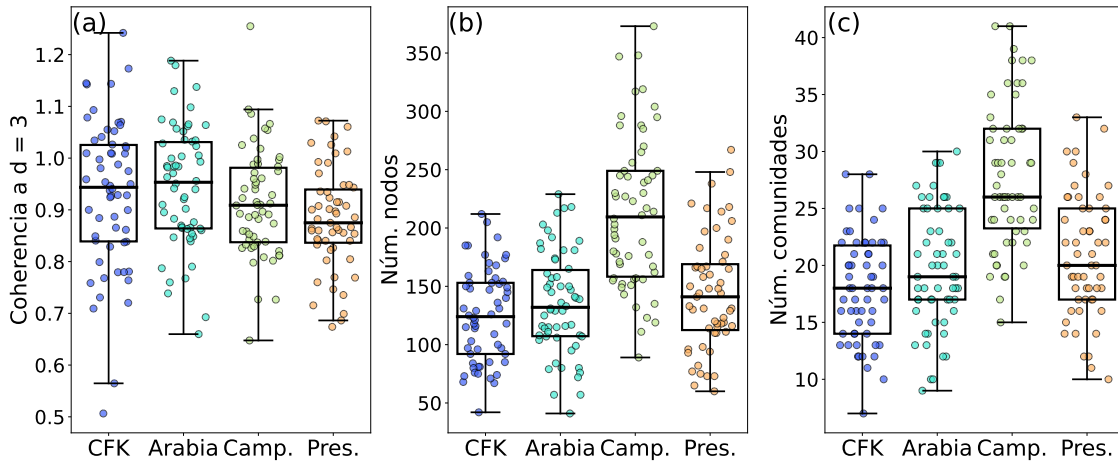 (a)
Coherencia a d = 3
1.2
1.1
1.0
0.9
0.8
0.7
0.6
0.5
CFK Arabia Camp. Pres.
(b)
Núm. nodos
350
300
250
200
150
100
50
CFK Arabia Camp. Pres.
(c)
Núm. comunidades
40
35
30
25
20
15
10
CFK Arabia Camp. Pres.